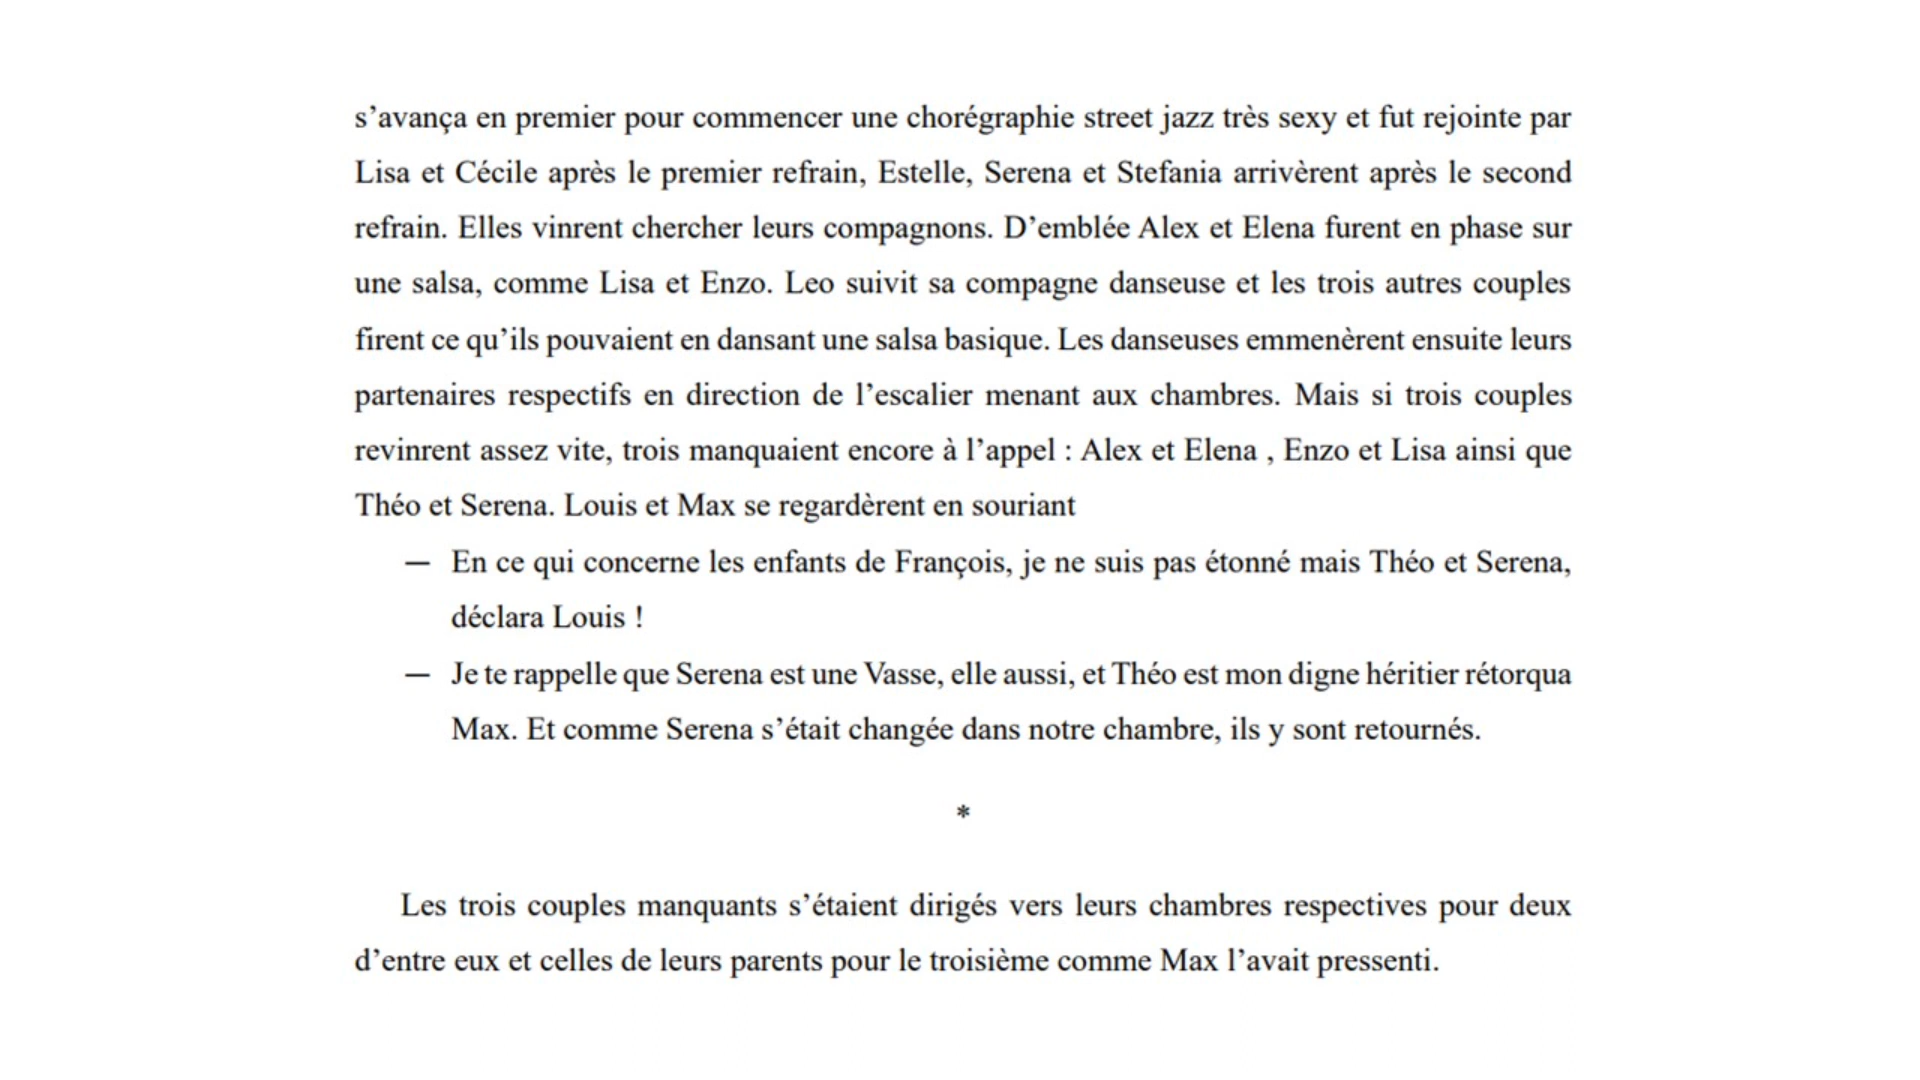 s’avança en premier pour commencer une chorégraphie street jazz très sexy et fut rejointe par
Lisa et Cécile après le premier refrain, Estelle, Serena et Stefania arrivèrent après le second
refrain. Elles vinrent chercher leurs compagnons. D’emblée Alex et Elena furent en phase sur
une salsa, comme Lisa et Enzo. Leo suivit sa compagne danseuse et les trois autres couples
firent ce qu’ils pouvaient en dansant une salsa basique. Les danseuses emmenèrent ensuite leurs
partenaires respectifs en direction de l’escalier menant aux chambres. Mais si trois couples
revinrent assez vite, trois manquaient encore à l’appel : Alex et Elena , Enzo et Lisa ainsi que
Théo et Serena. Louis et Max se regardèrent en souriant
— En ce qui concerne les enfants de François, je ne suis pas étonné mais Théo et Serena,
déclara Louis !
— Je te rappelle que Serena est une Vasse, elle aussi, et Théo est mon digne héritier rétorqua
Max. Et comme Serena s’était changée dans notre chambre, ils y sont retournés.
*
Les trois couples manquants s’étaient dirigés vers leurs chambres respectives pour deux
d’entre eux et celles de leurs parents pour le troisième comme Max l’avait pressenti.